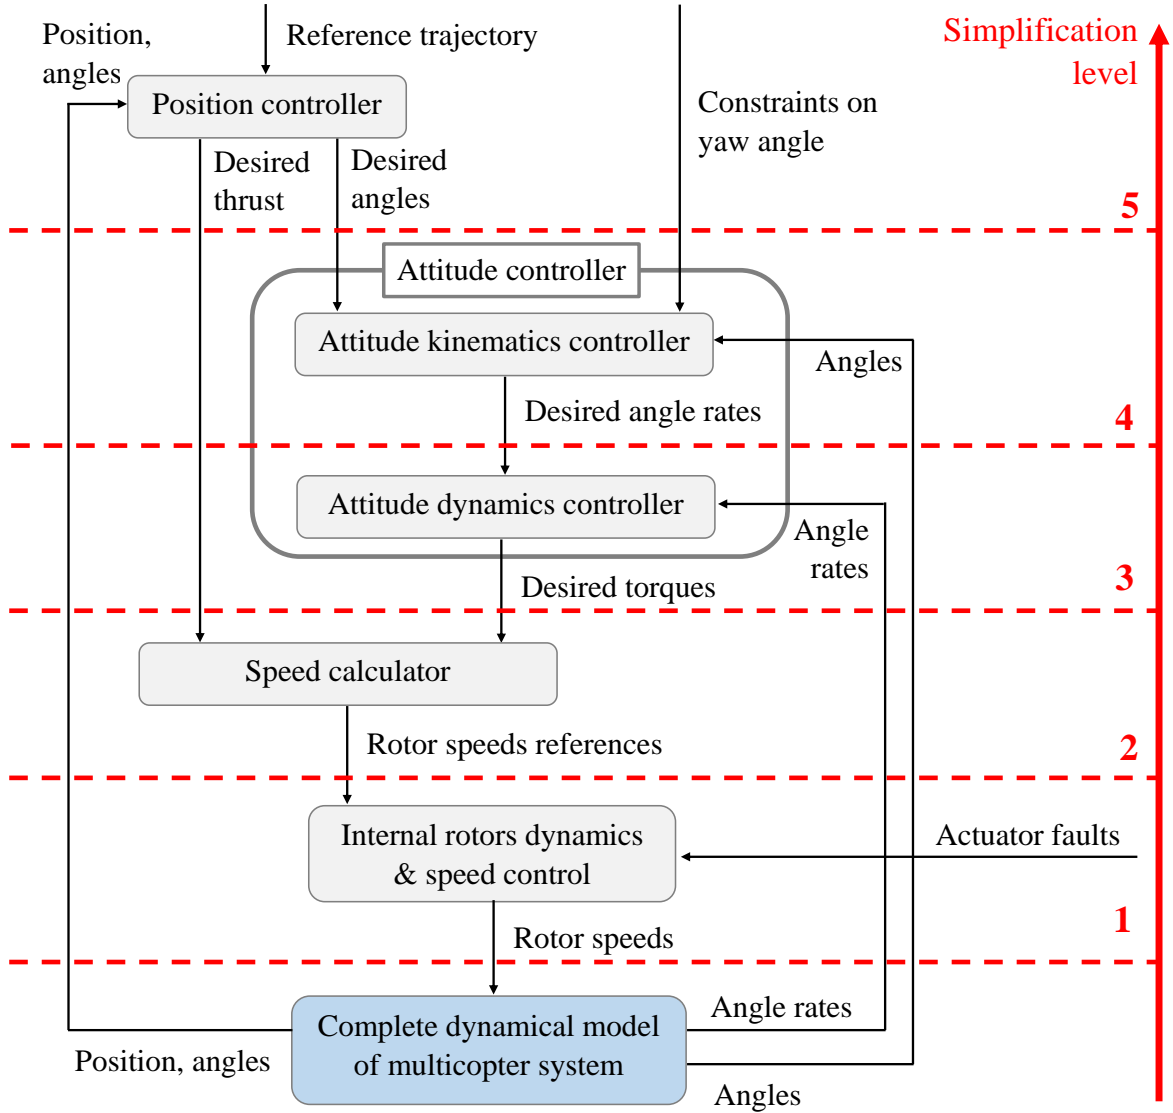 Position,
angles
Reference trajectory
Simplification
level
Position controller
Constraints on
yaw angle
Desired
thrust
Desired
angles
5
Attitude controller
Attitude kinematics controller
Angles
Desired angle rates
4
Attitude dynamics controller
Angle
rates
Desired torques
3
Speed calculator
Rotor speeds references
2
Internal rotors dynamics
& speed control
Actuator faults
1
Rotor speeds
Complete dynamical model
of multicopter system
Angle rates
Position, angles
Angles